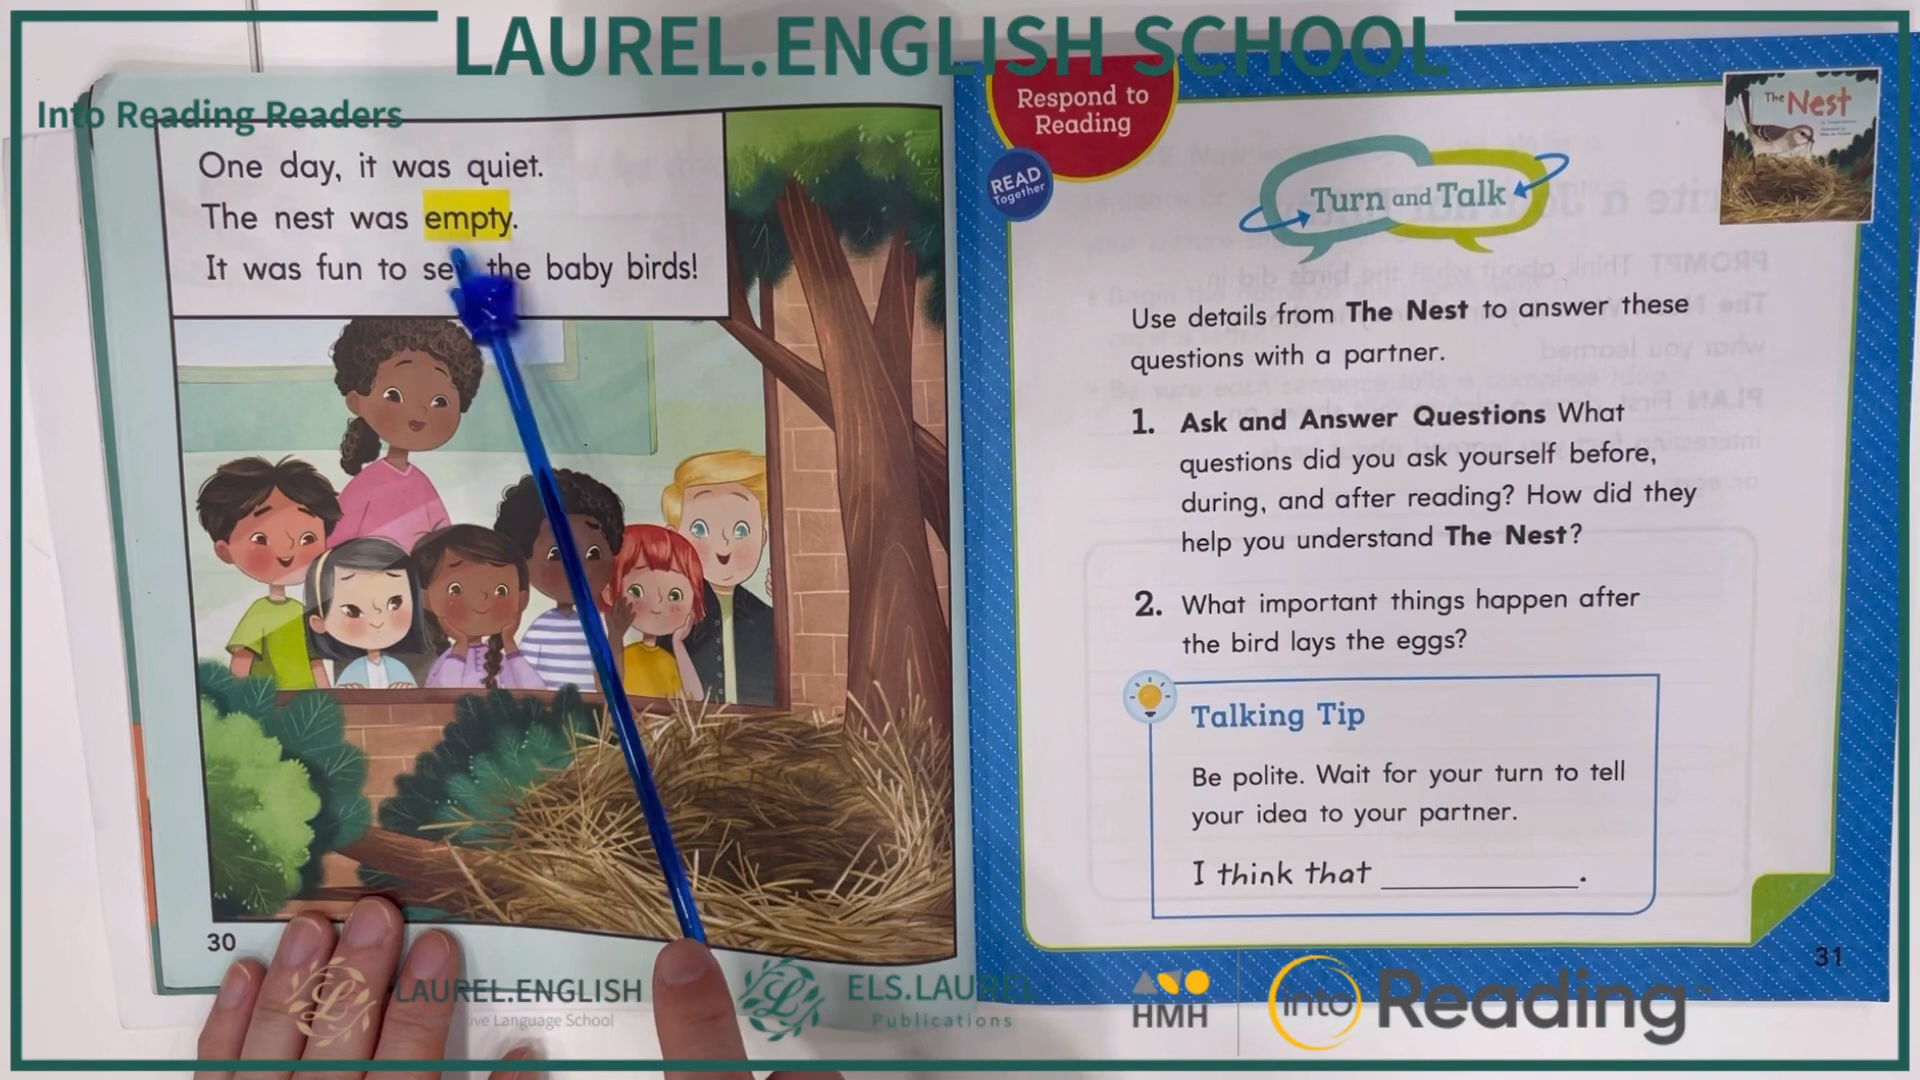 LAUREL.ENGLISH SCHOOL
Into Reading Readers
One day, it was quiet.
The nest was empty.
It was fun to see the baby birds!
30
Respond to
Reading
READ
Together
Turn and Talk
The Nest
Use details from The Nest to answer these
questions with a partner.
1. Ask and Answer Questions What
questions did you ask yourself before,
during, and after reading? How did they
help you understand The Nest?
2. What important things happen after
the bird lays the eggs?
Talking Tip
Be polite. Wait for your turn to tell
your idea to your partner.
I think that ____________.
31
LAUREL.ENGLISH
Language School
ELS.LAUREL
Publications
HMH
into Reading